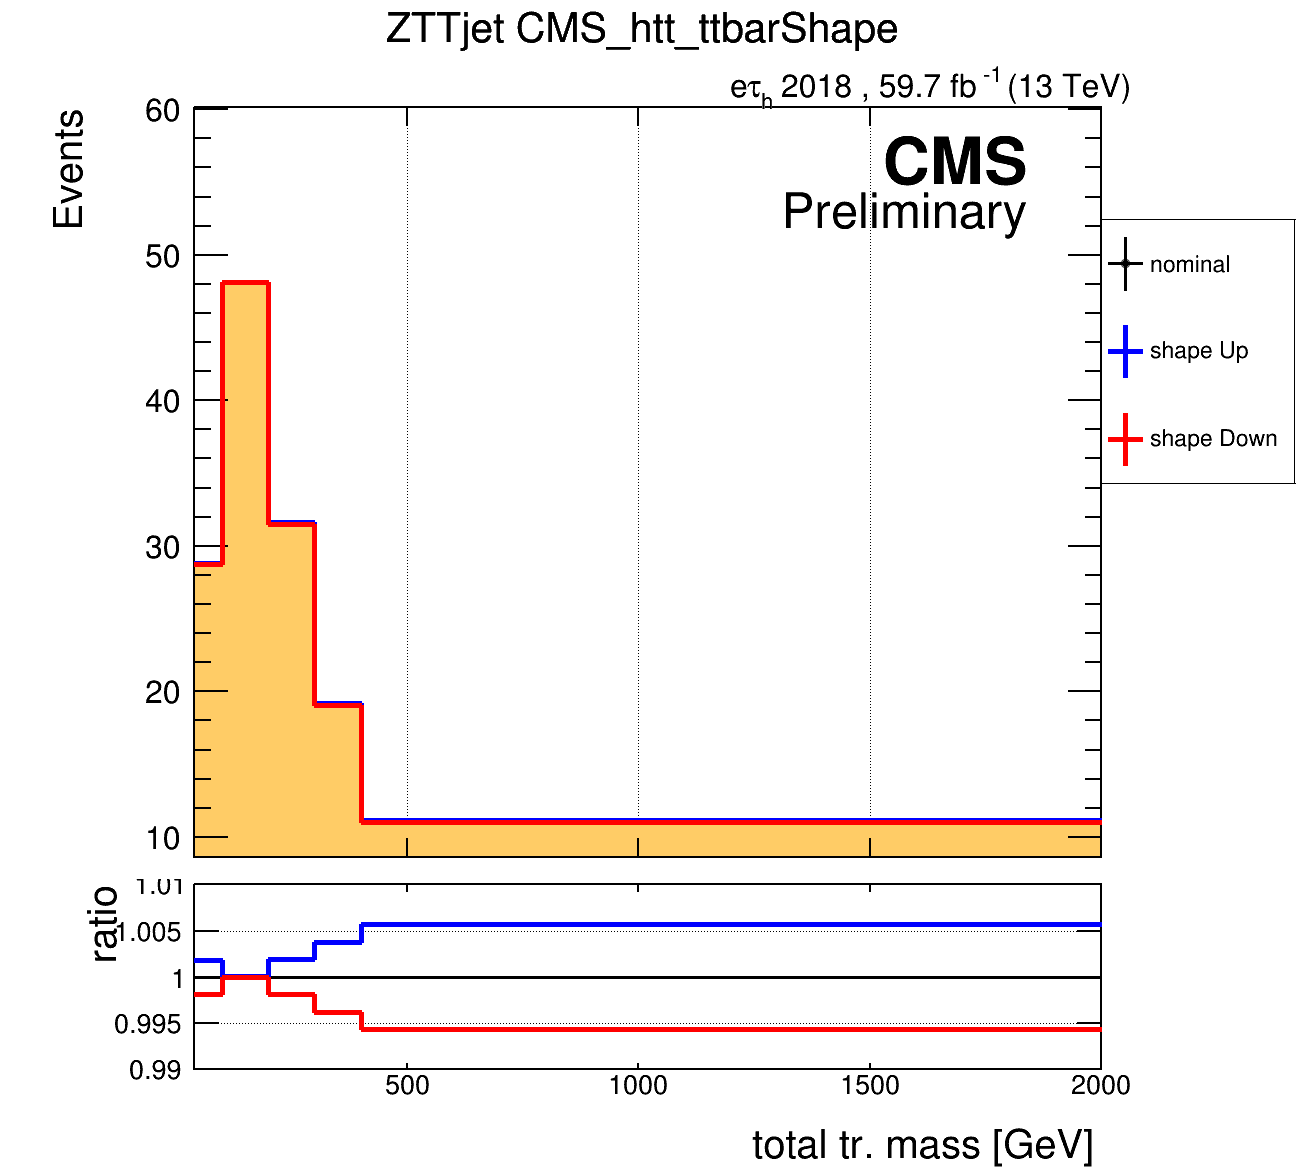 ZTTjet CMS_htt_ttbarShape
eτh 2018 , 59.7 fb -1 (13 TeV)
Events
60
50
40
30
20
10
CMS
Preliminary
nominal
shape Up
shape Down
ratio
1.01
1.005
1
0.995
0.99
500 1000 1500 2000
total tr. mass [GeV]